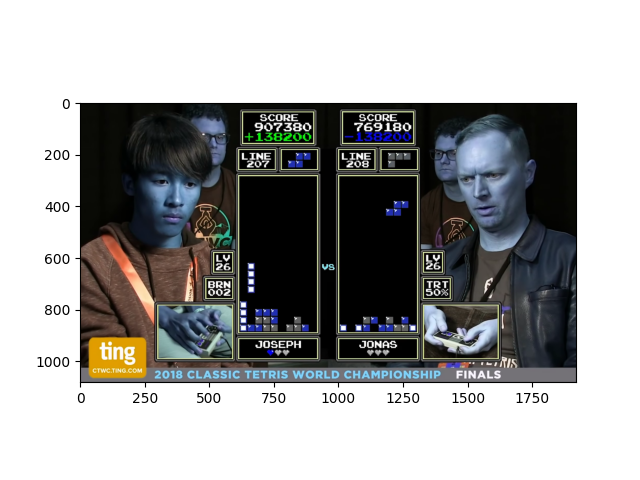 0
200
400
600
800
1000
0
250
500
750
1000
1250
1500
1750
SCORE
907380
+138200
SCORE
769180
-138200
LINE
207
LINE
208
LV
26
BRN
002
VS
LV
26
TRT
50%
JOSEPH
JONAS
ting
CTWC.TING.COM
2018 CLASSIC TETRIS WORLD CHAMPIONSHIP FINALS